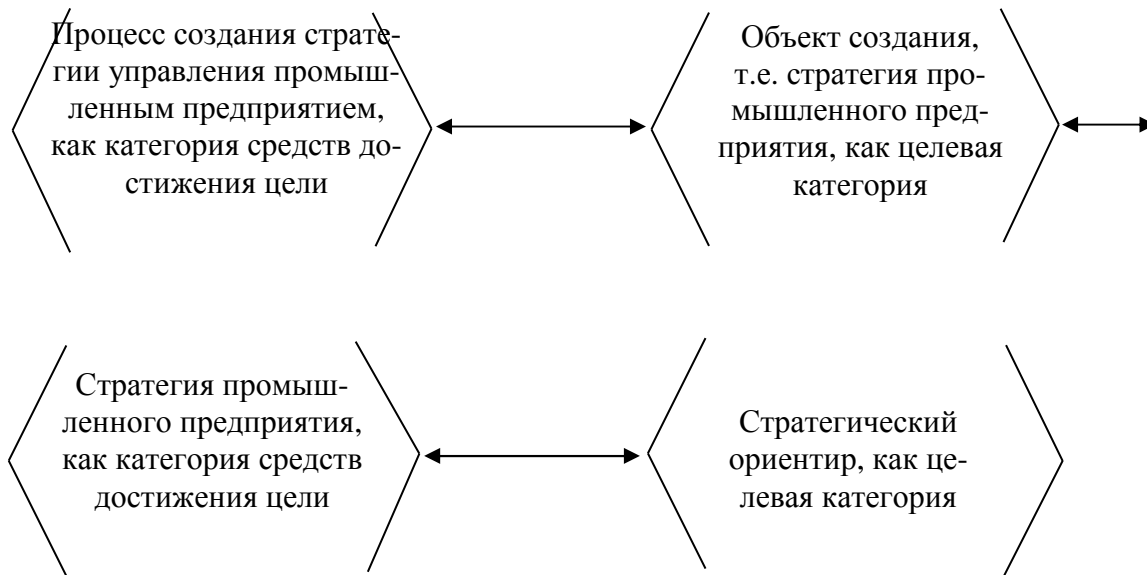 Процесс создания страте-
гии управления промыш-
ленным предприятием,
как категория средств до-
стижения цели
Объект создания,
т.е. стратегия про-
мышленного пред-
приятия, как целевая
категория
Стратегия промыш-
ленного предприятия,
как категория средств
достижения цели
Стратегический
ориентир, как це-
левая категория